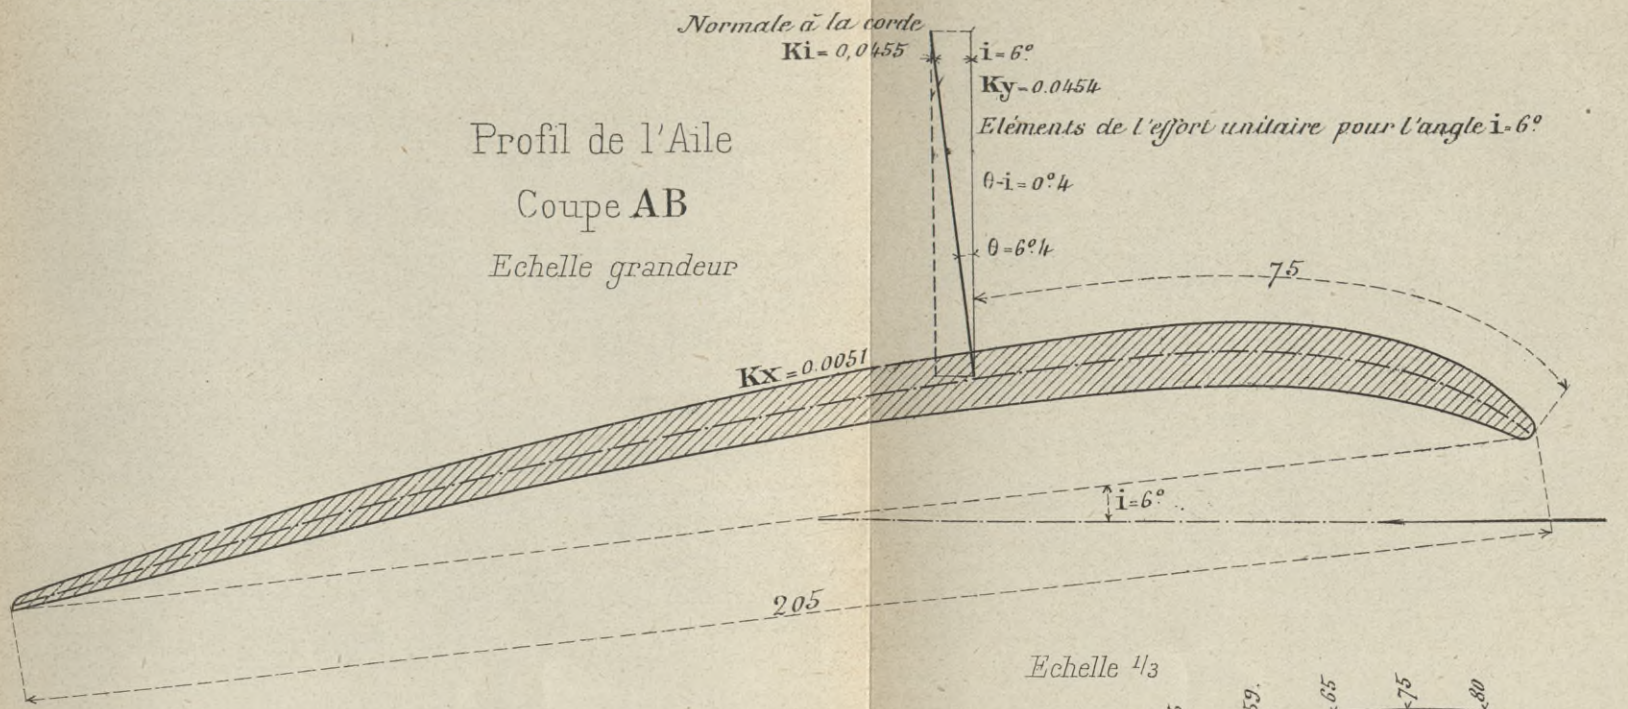 Normale à la corde
Ki = 0,0455
i = 6°
Ky = 0.0454
Eléments de l'effort unitaire pour l'angle i = 6°
Profil de l'Aile
Coupe AB
Echelle grandeur
θ-i = 0°.4
θ = 6°.4
75
Kx = 0.0051
i = 6°
205
Echelle 1/3
59.
65
75
80